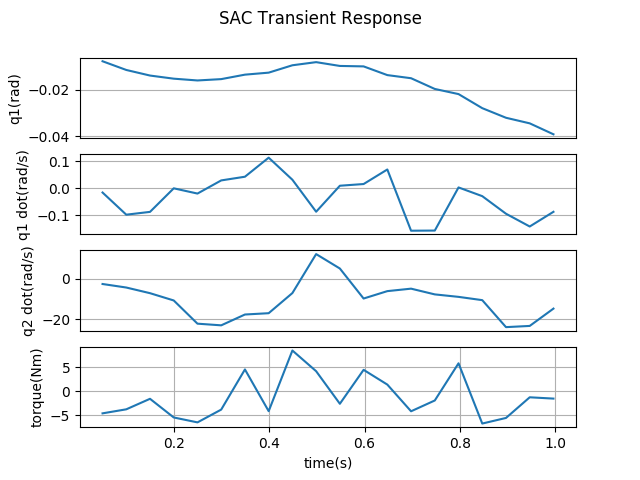 SAC Transient Response
q1(rad)
−0.02
−0.04
q1 dot(rad/s)
0.1
0.0
−0.1
q2 dot(rad/s)
0
−20
torque(Nm)
5
0
−5
0.2 0.4 0.6 0.8 1.0
time(s)